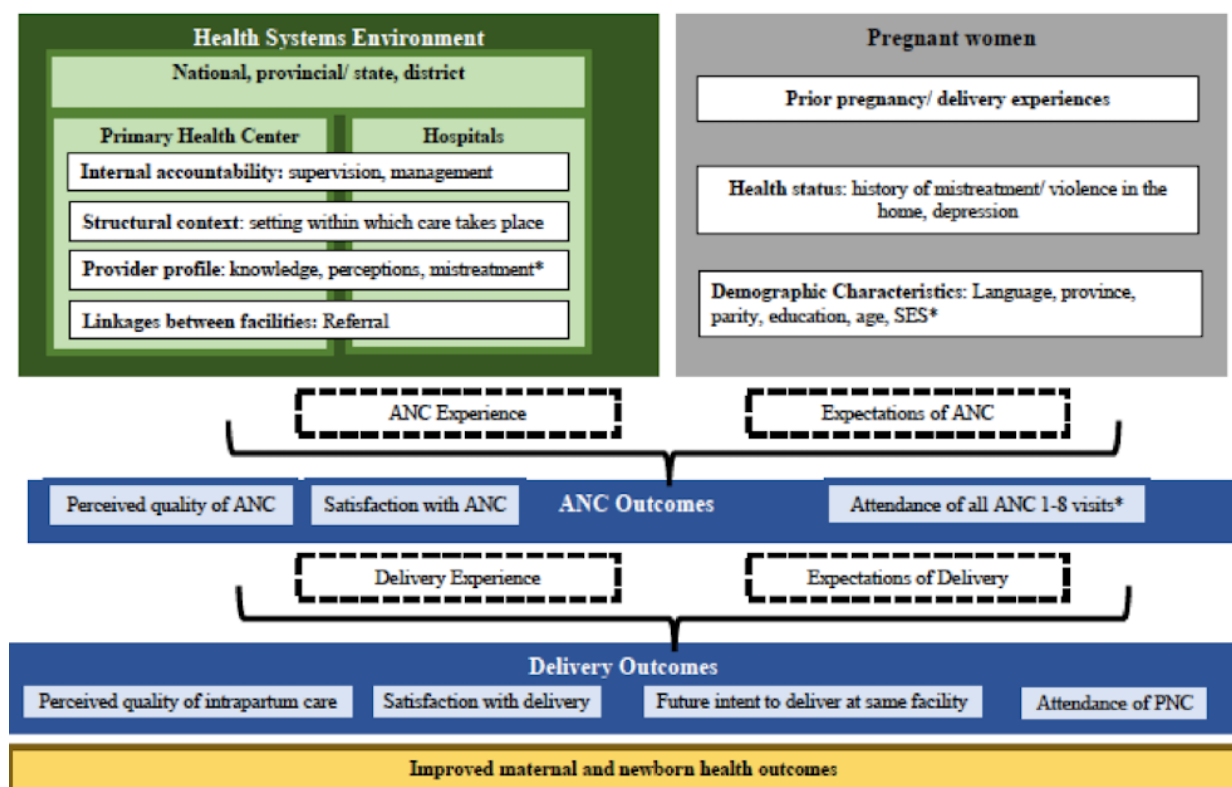 Health Systems Environment
National, provincial/ state, district
Primary Health Center
Hospitals
Internal accountability: supervision, management
Structural context: setting within which care takes place
Provider profile: knowledge, perceptions, mistreatment*
Linkages between facilities: Referral
Pregnant women
Prior pregnancy/ delivery experiences
Health status: history of mistreatment/ violence in the
home, depression
Demographic Characteristics: Language, province,
parity, education, age, SES*
ANC Experience
Expectations of ANC
Perceived quality of ANC
Satisfaction with ANC
ANC Outcomes
Attendance of all ANC 1-8 visits*
Delivery Experience
Expectations of Delivery
Delivery Outcomes
Perceived quality of intrapartum care
Satisfaction with delivery
Future intent to deliver at same facility
Attendance of PNC
Improved maternal and newborn health outcomes